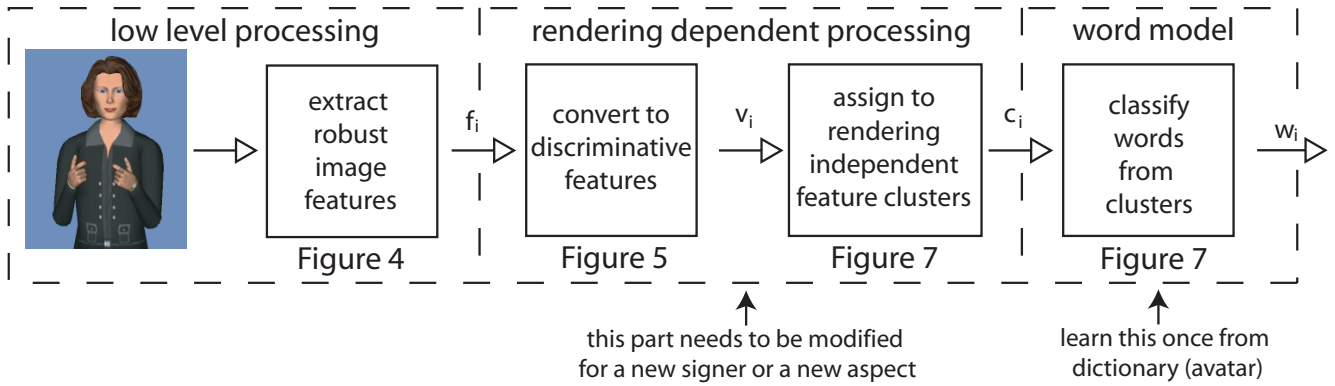 low level processing
rendering dependent processing
word model
extract
robust
image
features
f_i
convert to
discriminative
features
v_i
assign to
rendering
independent
feature clusters
c_i
classify
words
from
clusters
w_i
Figure 4
Figure 5
Figure 7
Figure 7
this part needs to be modified
for a new signer or a new aspect
learn this once from
dictionary (avatar)